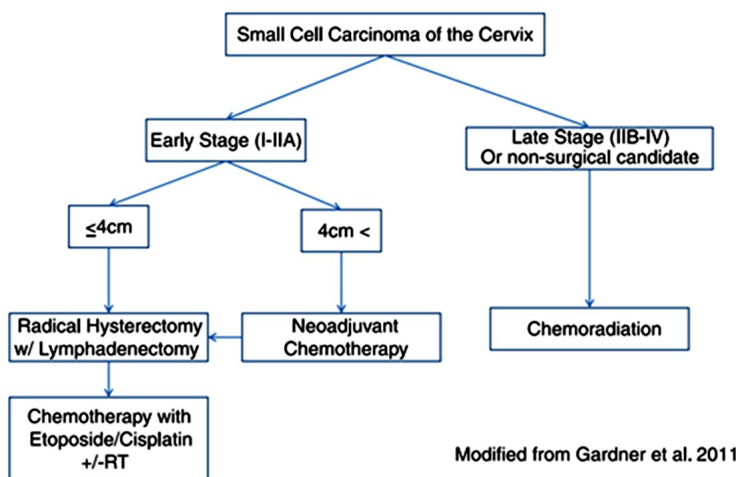 Small Cell Carcinoma of the Cervix
Early Stage (I-IIA)
Late Stage (IIB-IV)
Or non-surgical candidate
≤4cm
4cm <
Radical Hysterectomy
w/ Lymphadenectomy
Neoadjuvant
Chemotherapy
Chemoradiation
Chemotherapy with
Etoposide/Cisplatin
+/-RT
Modified from Gardner et al. 2011